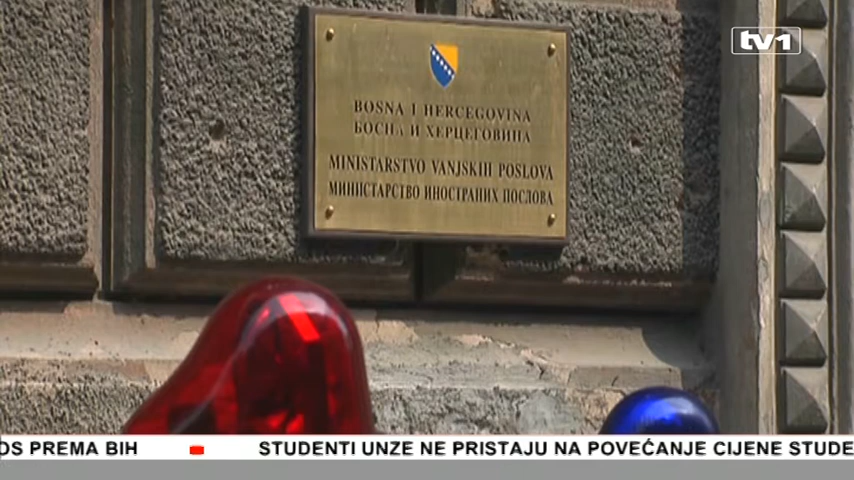 tv1
BOSNA I HERCEGOVINA
БОСНА И ХЕРЦЕГОВИНА
MINISTARSTVO VANJSKIH POSLOVA
МИНИСТАРСТВО ИНОСТРАНИХ ПОСЛОВА
OS PREMA BIH STUDENTI UNZE NE PRISTAJU NA POVEĆANJE CIJENE STUDE